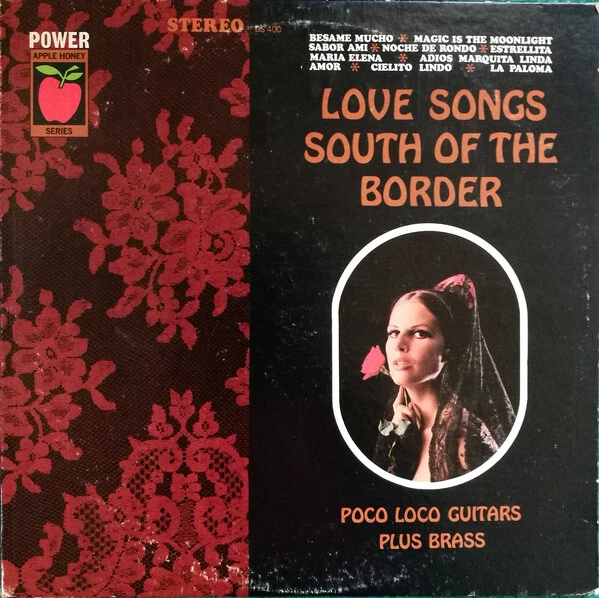 POWER
APPLE HONEY
SERIES
STEREO DS 400
BESAME MUCHO * MAGIC IS THE MOONLIGHT
SABOR AMI * NOCHE DE RONDO * ESTRELLITA
MARIA ELENA * ADIOS MARQUITA LINDA
AMOR * CIELITO LINDO * LA PALOMA
LOVE SONGS
SOUTH OF THE
BORDER
POCO LOCO GUITARS
PLUS BRASS